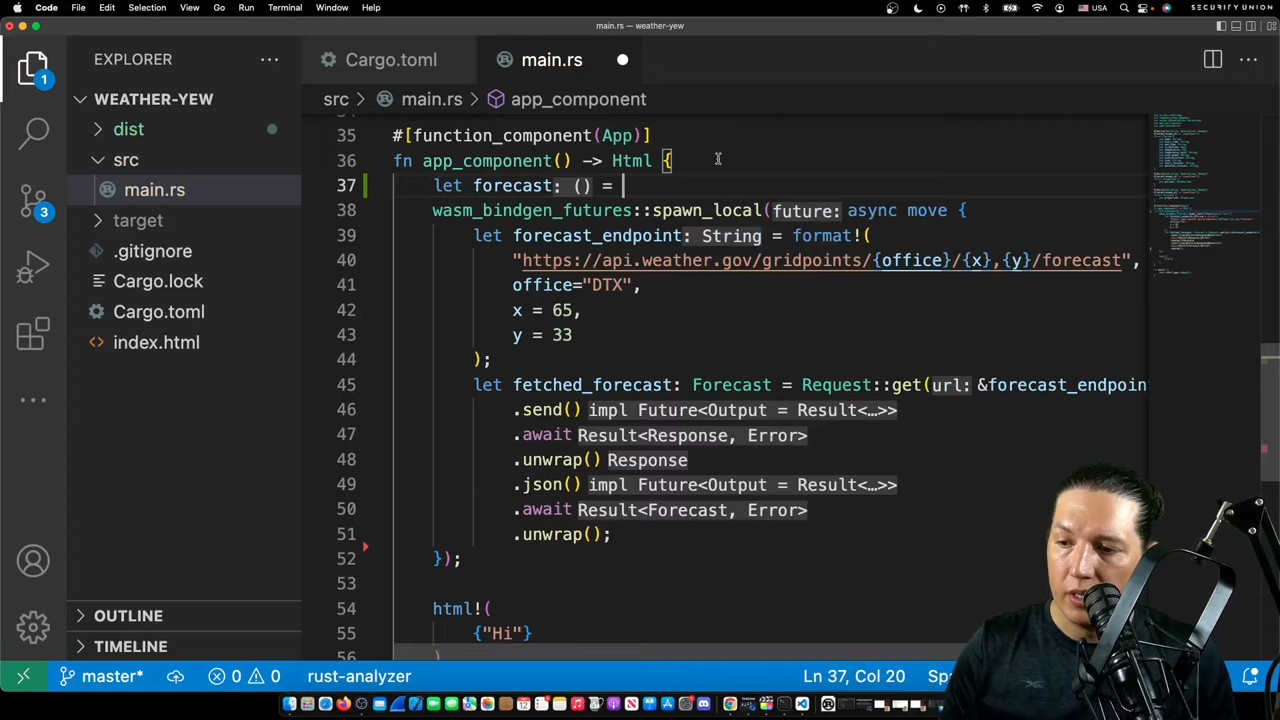 Code File Edit Selection View Go Run Terminal Window Help USA SECURITY UNION
main.rs — weather-yew
EXPLORER
Cargo.toml
main.rs
src main.rs app_component
WEATHER-YEW
dist
src
main.rs
target
.gitignore
Cargo.lock
Cargo.toml
index.html
OUTLINE
TIMELINE
1
3
35 #[function_component(App)]
36 fn app_component() -> Html {
37 let forecast: () =
38 wasm_bindgen_futures::spawn_local(future: async move {
39 let forecast_endpoint: String = format!(
40 "https://api.weather.gov/gridpoints/{office}/{x},{y}/forecast",
41 office="DTX",
42 x = 65,
43 y = 33
44 );
45 let fetched_forecast: Forecast = Request::get(url: &forecast_endpoin
46 .send() impl Future<Output = Result<…>>
47 .await Result<Response, Error>
48 .unwrap() Response
49 .json() impl Future<Output = Result<…>>
50 .await Result<Forecast, Error>
51 .unwrap();
52 });
53
54 html!(
55 {"Hi"}
56 )
master* 0 0 rust-analyzer Ln 37, Col 20